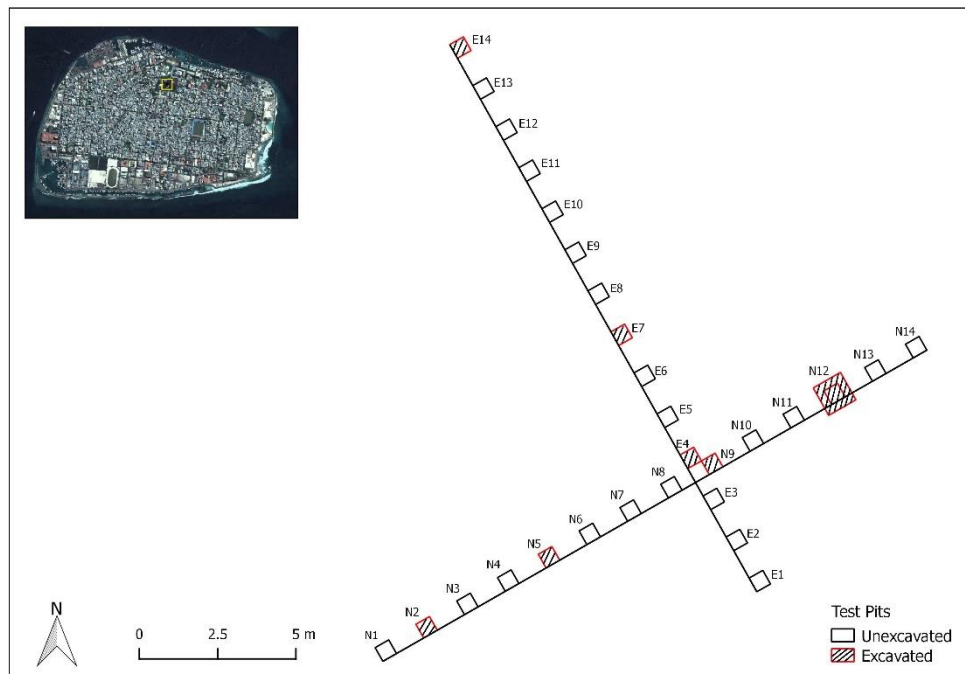 E14
E13
E12
E11
E10
E9
E8
E7
E6
E5
E4
E3
E2
E1
N14
N13
N12
N11
N10
N9
N8
N7
N6
N5
N4
N3
N2
N1
N
0 2.5 5 m
Test Pits
Unexcavated
Excavated